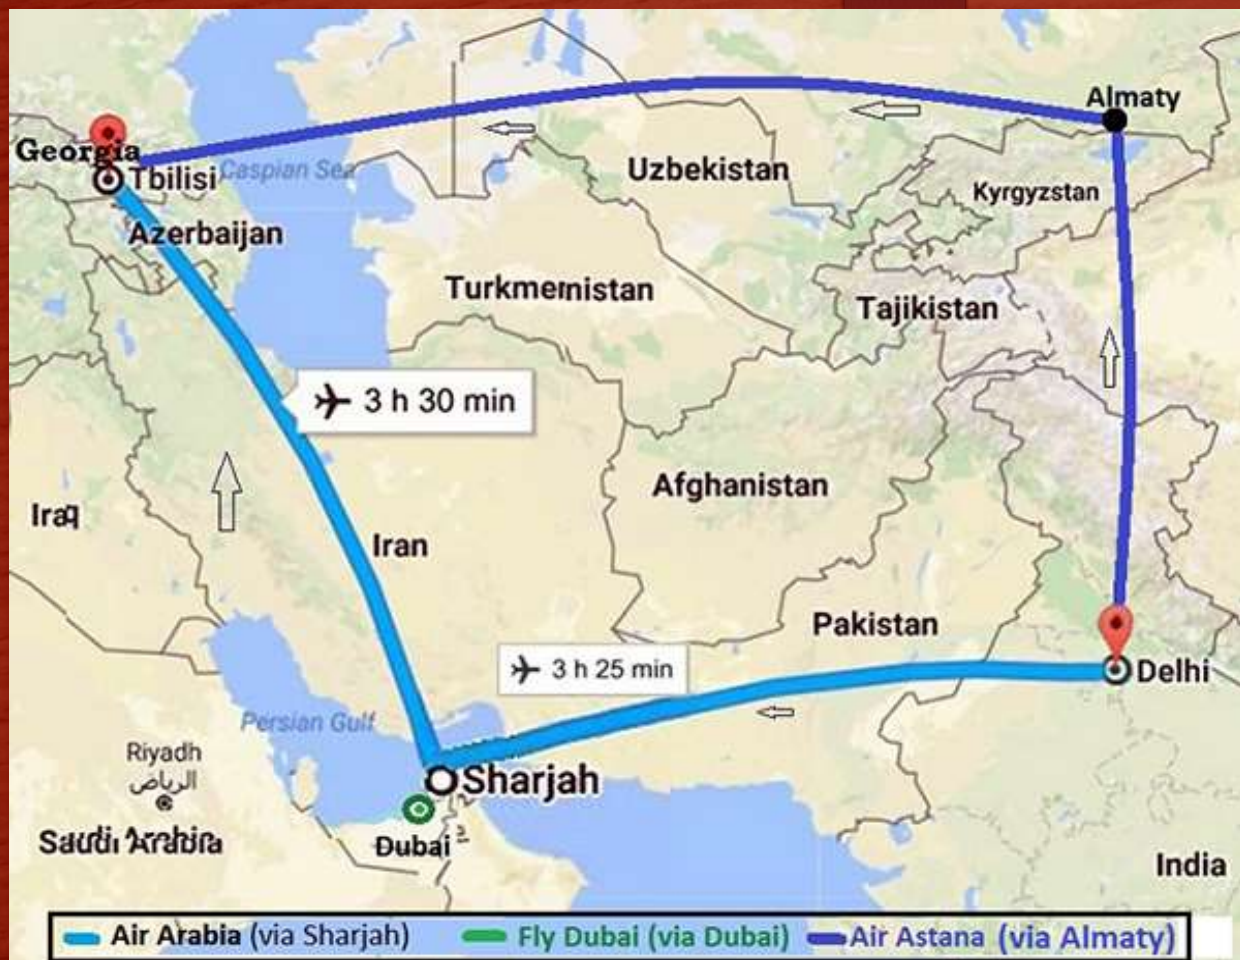 Almaty
Georgia
Tbilisi
Caspian Sea
Uzbekistan
Kyrgyzstan
Azerbaijan
Turkmenistan
Tajikistan
3 h 30 min
Afghanistan
Iraq
Iran
Pakistan
3 h 25 min
Delhi
Persian Gulf
Riyadh
الرياض
Sharjah
Dubai
Saudi Arabia
India
Air Arabia (via Sharjah) Fly Dubai (via Dubai) Air Astana (via Almaty)